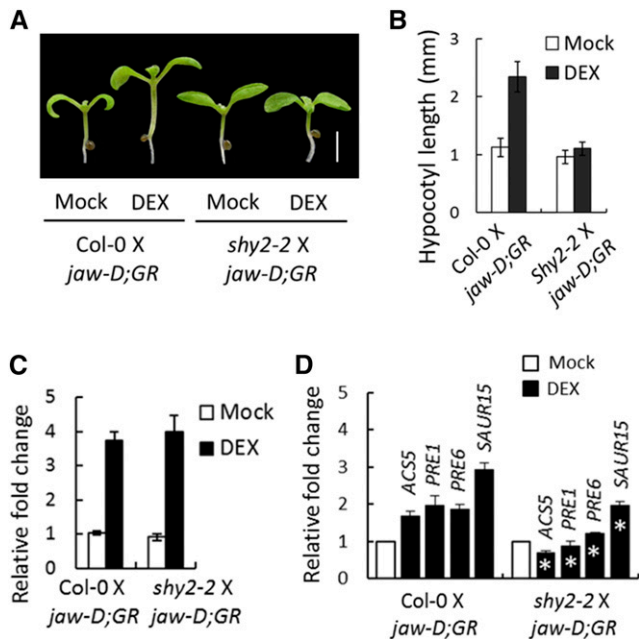 A
Mock DEX Mock DEX
Col-0 X shy2-2 X
jaw-D;GR jaw-D;GR
B
Hypocotyl length (mm)
3
2
1
0
Mock
DEX
Col-0 X
jaw-D;GR
Shy2-2 X
jaw-D;GR
C
Relative fold change
5
4
3
2
1
0
Mock
DEX
Col-0 X shy2-2 X
jaw-D;GR jaw-D;GR
D
Relative fold change
5
4
3
2
1
0
Mock
DEX
ACS5
PRE1
PRE6
SAUR15
ACS5
PRE1
PRE6
SAUR15
* * * *
Col-0 X shy2-2 X
jaw-D;GR jaw-D;GR